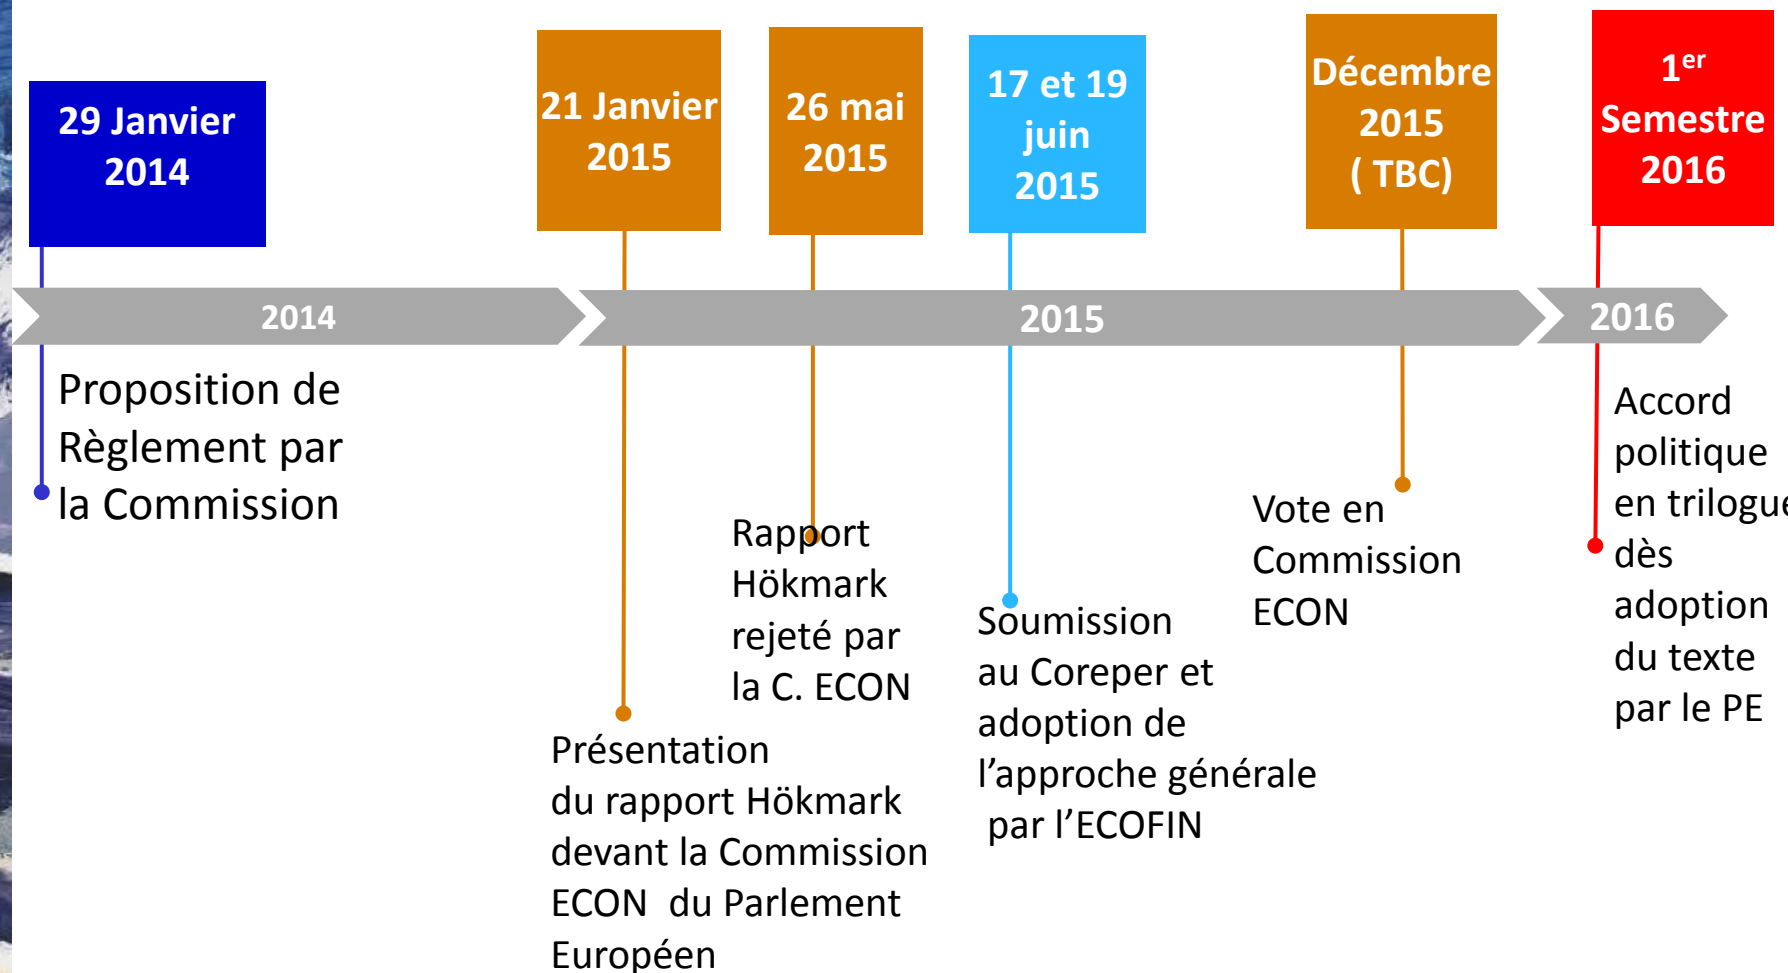 29 Janvier
2014
21 Janvier
2015
26 mai
2015
17 et 19
juin
2015
Décembre
2015
( TBC)
1er
Semestre
2016
2014
2015
2016
Proposition de
Règlement par
la Commission
Présentation
du rapport Hökmark
devant la Commission
ECON du Parlement
Européen
Rapport
Hökmark
rejeté par
la C. ECON
Soumission
au Coreper et
adoption de
l’approche générale
par l’ECOFIN
Vote en
Commission
ECON
Accord
politique
en trilogue
dès
adoption
du texte
par le PE